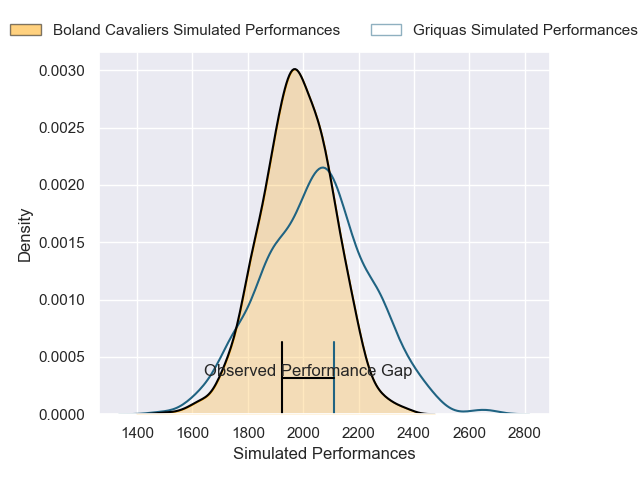 Boland Cavaliers Simulated Performances
Griquas Simulated Performances
0.0030
0.0025
0.0020
0.0015
0.0010
0.0005
0.0000
Density
Observed Performance Gap
1400 1600 1800 2000 2200 2400 2600 2800
Simulated Performances